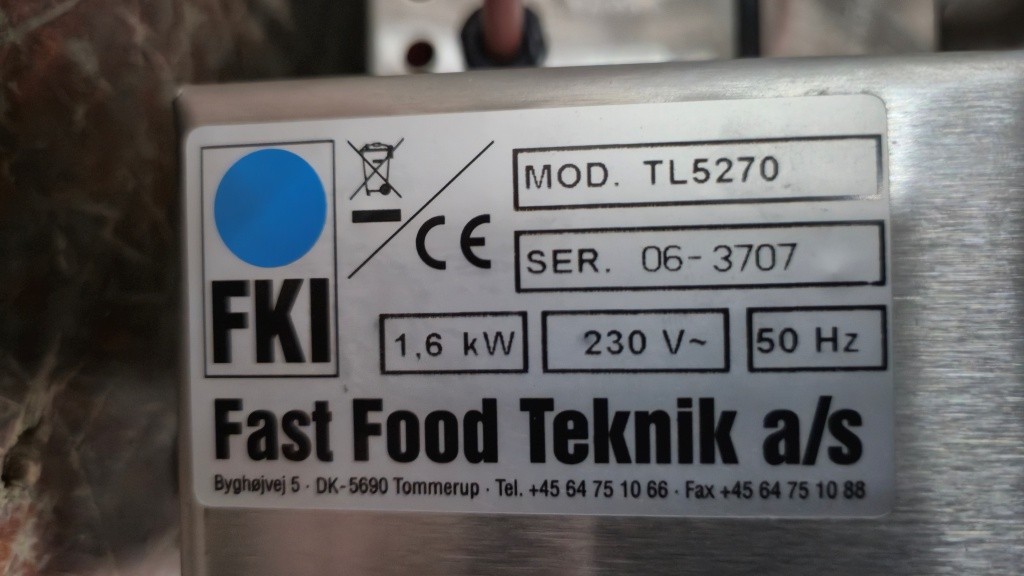 FKI
CE
MOD. TL5270
SER. 06-3707
1,6 kW
230 V~
50 Hz
Fast Food Teknik a/s
Byghøjvej 5 · DK-5690 Tommerup · Tel. +45 64 75 10 66 · Fax +45 64 75 10 88